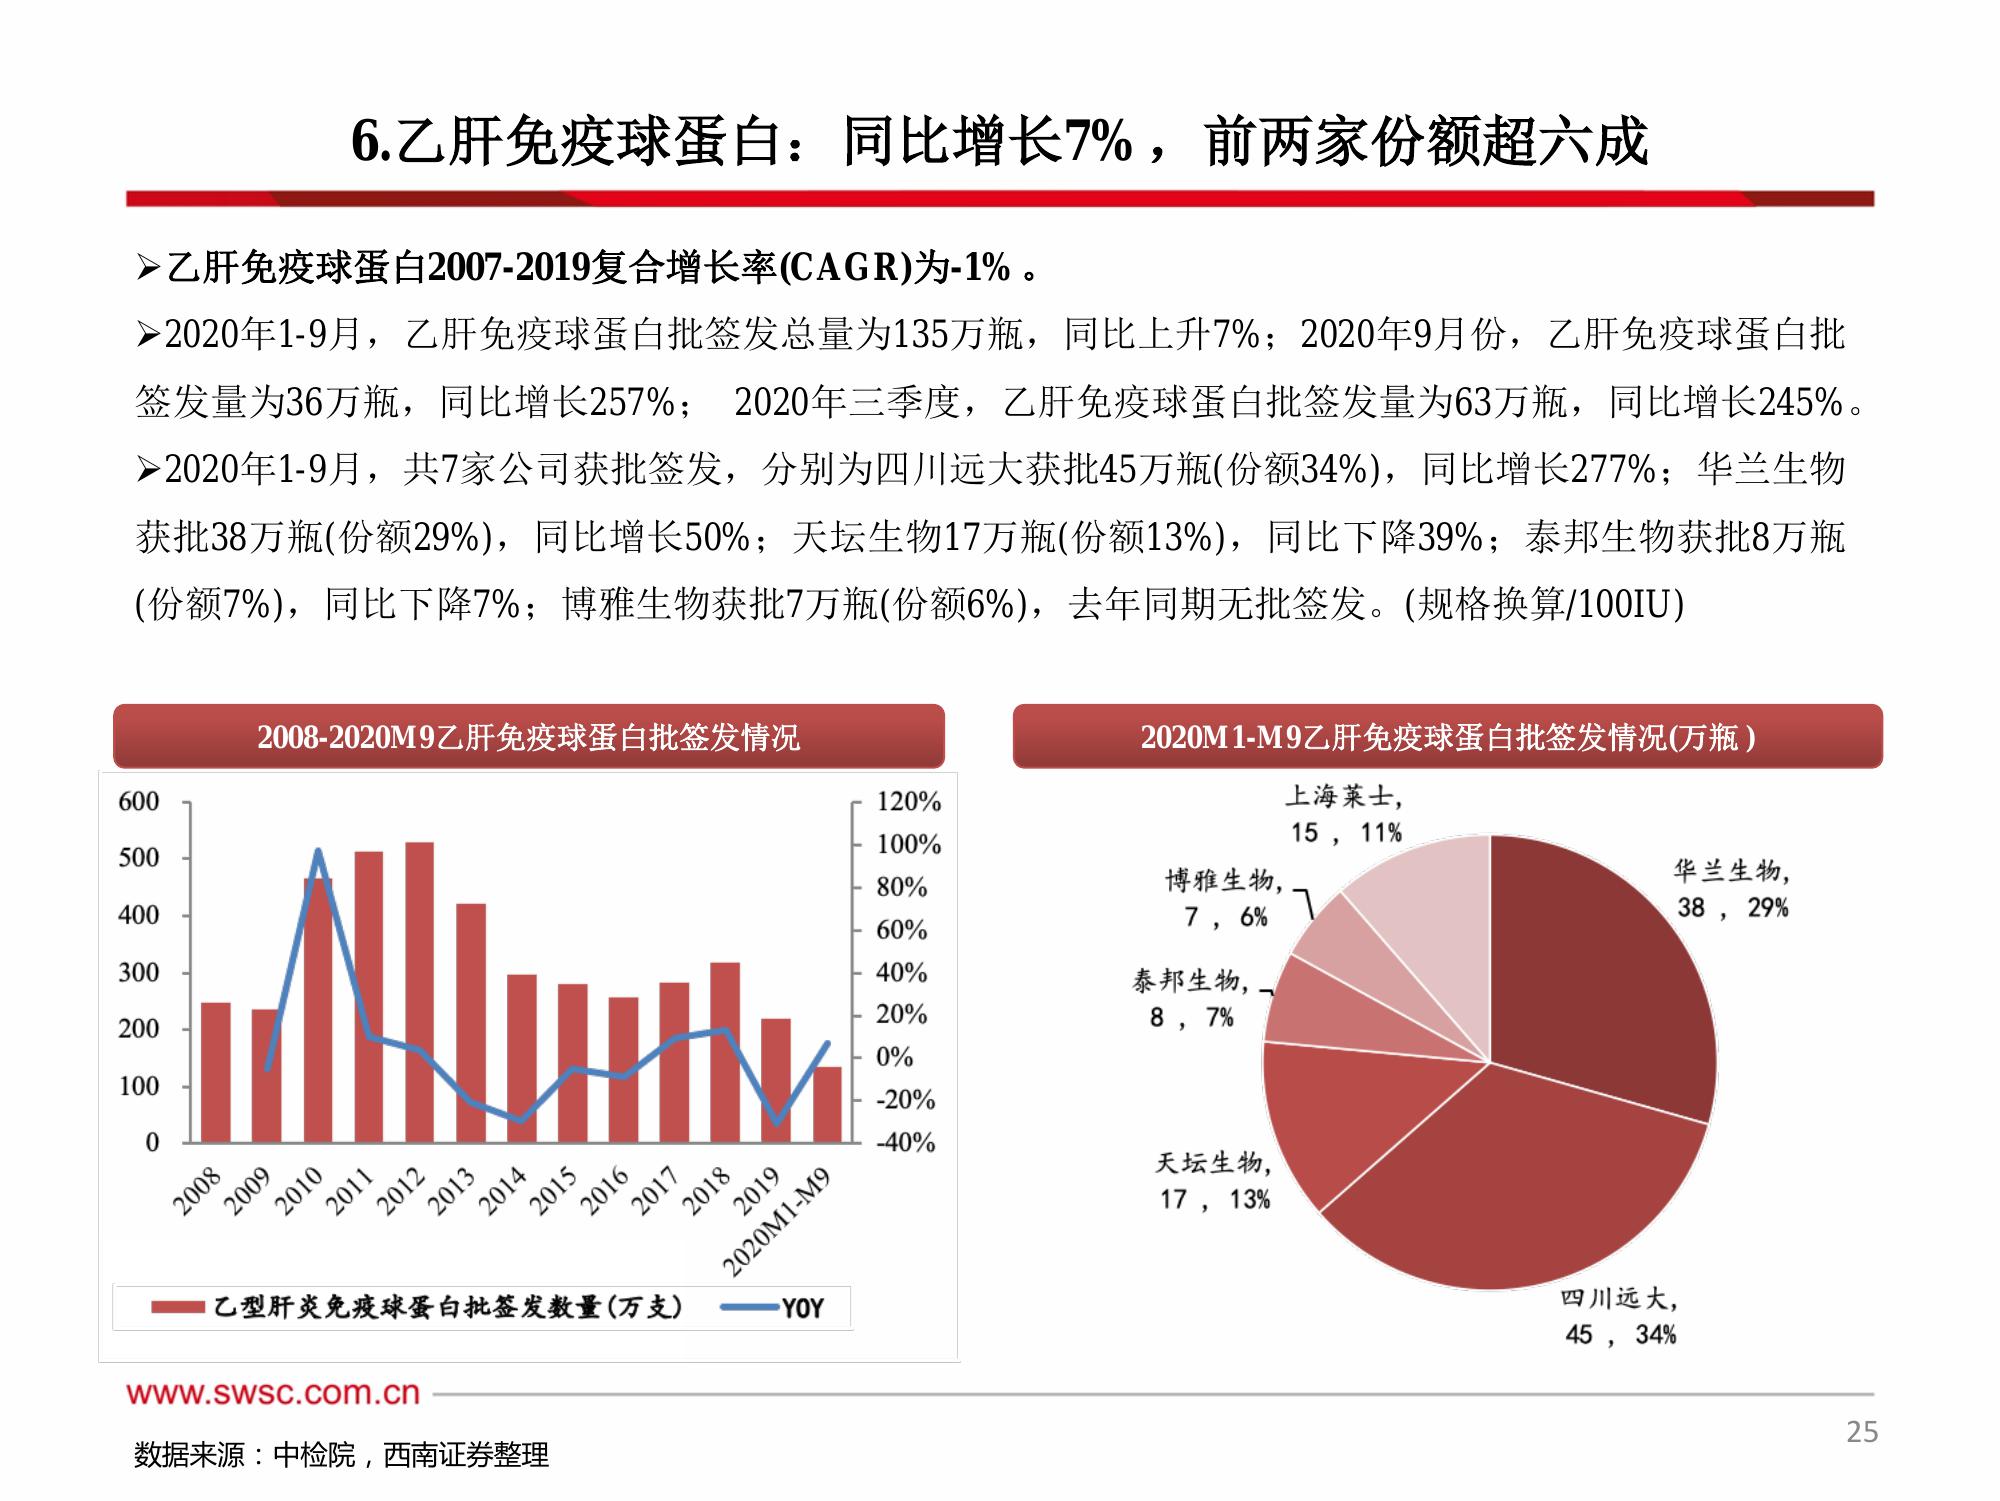 6.乙肝免疫球蛋白：同比增长7%，前两家份额超六成
➢乙肝免疫球蛋白2007-2019复合增长率(CAGR)为-1% 。
➢2020年1-9月，乙肝免疫球蛋白批签发总量为135万瓶，同比上升7%；2020年9月份，乙肝免疫球蛋白批
签发量为36万瓶，同比增长257%； 2020年三季度，乙肝免疫球蛋白批签发量为63万瓶，同比增长245%。
➢2020年1-9月，共7家公司获批签发，分别为四川远大获批45万瓶(份额34%)，同比增长277%；华兰生物
获批38万瓶(份额29%)，同比增长50%；天坛生物17万瓶(份额13%)，同比下降39%；泰邦生物获批8万瓶
(份额7%)，同比下降7%；博雅生物获批7万瓶(份额6%)，去年同期无批签发。(规格换算/100IU)
2008-2020M9乙肝免疫球蛋白批签发情况
600
500
400
300
200
100
0
120%
100%
80%
60%
40%
20%
0%
-20%
-40%
2008
2009
2010
2011
2012
2013
2014
2015
2016
2017
2018
2019
2020M1-M9
乙型肝炎免疫球蛋白批签发数量(万支)
YOY
2020M1-M9乙肝免疫球蛋白批签发情况(万瓶)
上海莱士,
15 , 11%
华兰生物,
38 , 29%
博雅生物,
7 , 6%
泰邦生物,
8 , 7%
天坛生物,
17 , 13%
四川远大,
45 , 34%
www.swsc.com.cn
数据来源：中检院，西南证券整理
25